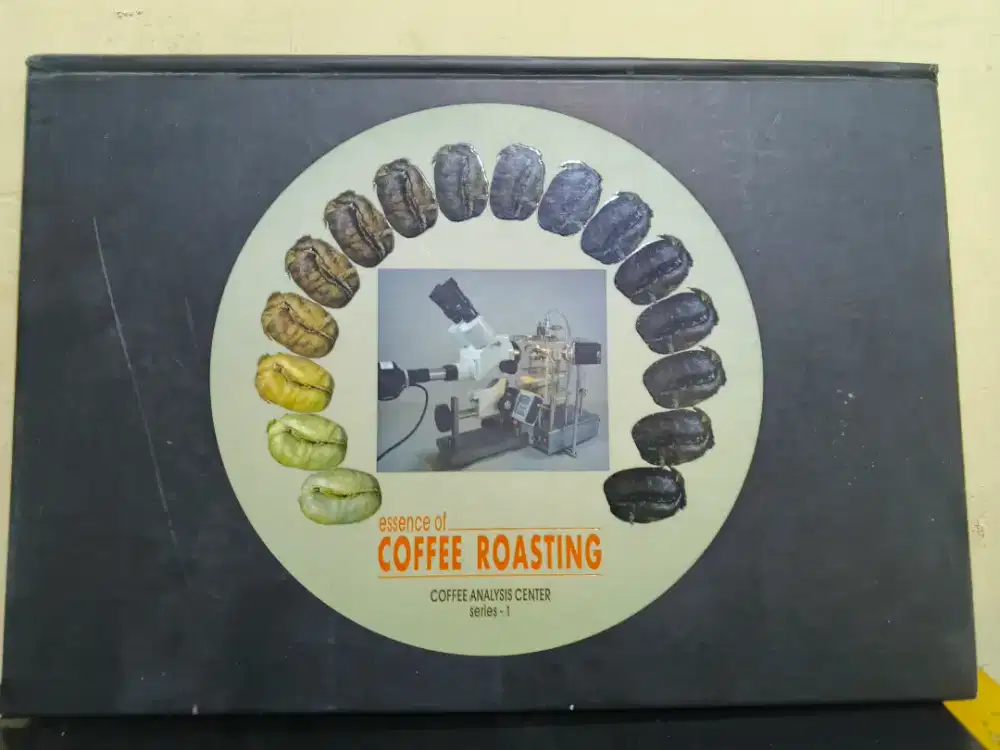 essence of
COFFEE ROASTING
COFFEE ANALYSIS CENTER
series - 1